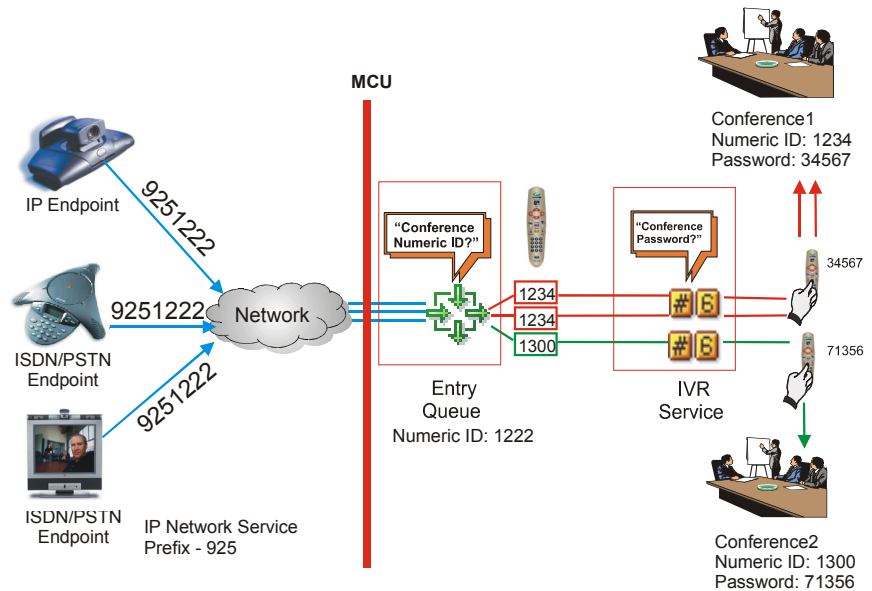 MCU
Conference1
Numeric ID: 1234
Password: 34567
IP Endpoint
9251222
“Conference
Numeric ID?”
“Conference
Password?”
34567
9251222
Network
1234
1234
1300
# 6
# 6
71356
ISDN/PSTN
Endpoint
9251222
Entry
Queue
Numeric ID: 1222
IVR
Service
ISDN/PSTN
Endpoint
IP Network Service
Prefix - 925
Conference2
Numeric ID: 1300
Password: 71356